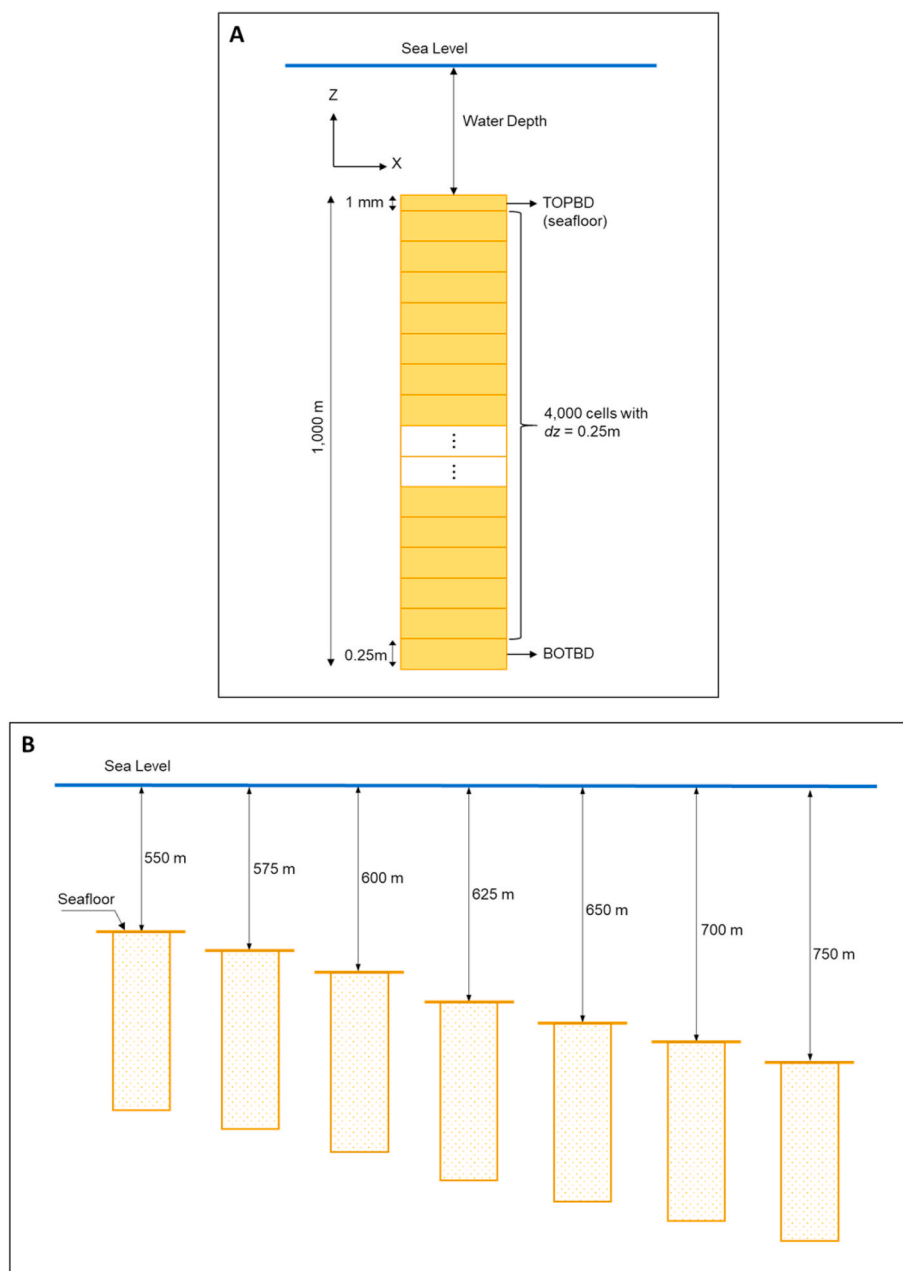 A
Sea Level
Z
Water Depth
X
1 mm
TOPBD
(seafloor)
1,000 m
4,000 cells with
dz = 0.25m
0.25m
BOTBD
B
Sea Level
550 m
575 m
600 m
625 m
650 m
700 m
750 m
Seafloor